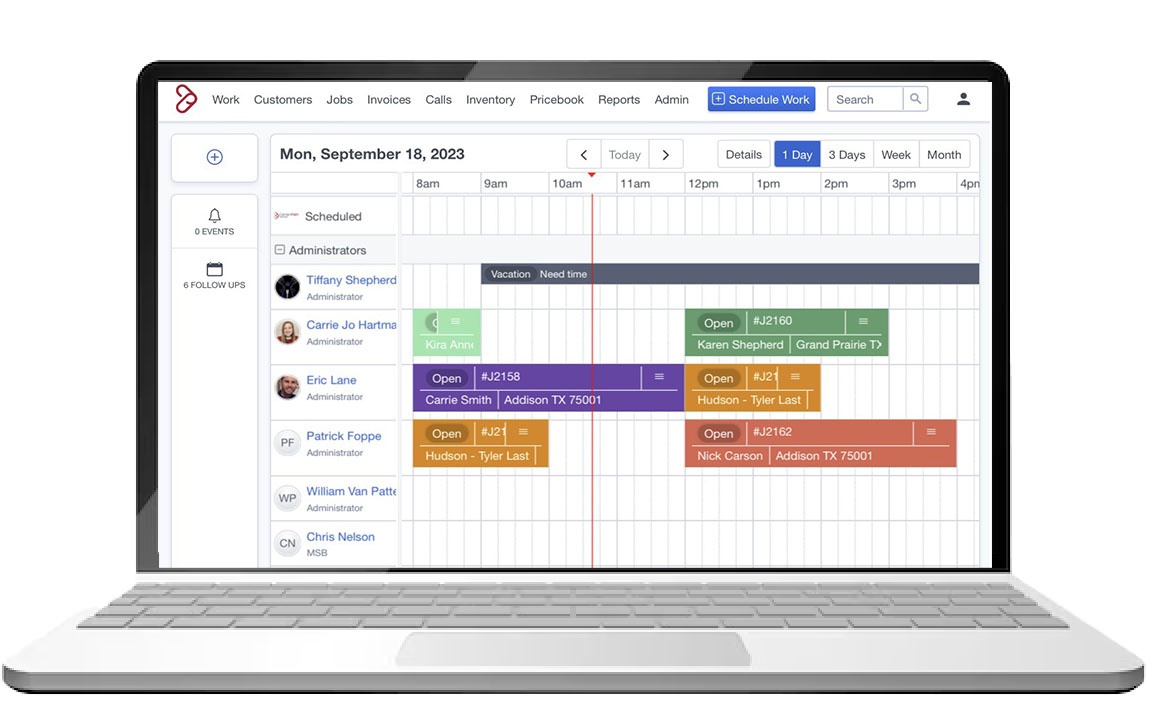 Work Customers Jobs Invoices Calls Inventory Pricebook Reports Admin Schedule Work Search
Mon, September 18, 2023 Today Details 1 Day 3 Days Week Month
8am 9am 10am 11am 12pm 1pm 2pm 3pm 4pm
0 EVENTS
6 FOLLOW UPS
Scheduled
Administrators
Tiffany Shepherd
Administrator
Vacation Need time
Carrie Jo Hartma
Administrator
Kira Anne
Open #J2160
Karen Shepherd Grand Prairie TX
Eric Lane
Administrator
Open #J2158
Carrie Smith Addison TX 75001
Open #J21
Hudson - Tyler Last
PF Patrick Foppe
Administrator
Open #J21
Hudson - Tyler Last
Open #J2162
Nick Carson Addison TX 75001
WP William Van Patte
Administrator
CN Chris Nelson
MSB